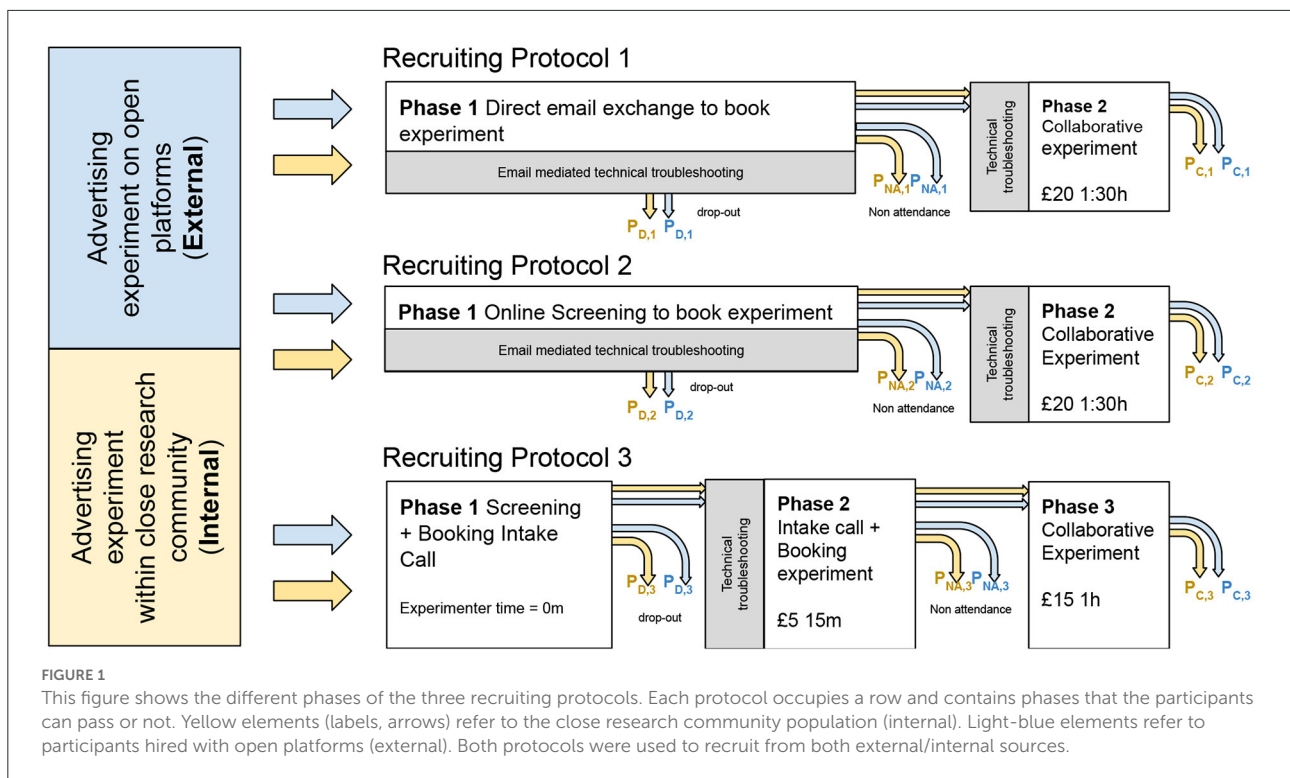 Advertising
experiment on open
platforms
(External)
Advertising
experiment
within close research
community
(Internal)
Recruiting Protocol 1
Phase 1 Direct email exchange to book
experiment
Email mediated technical troubleshooting
P D,1 P D,1
drop-out
P NA,1 P NA,1
Non attendance
Technical
troubleshooting
Phase 2
Collaborative
experiment
£20 1:30h
P C,1 P C,1
Recruiting Protocol 2
Phase 1 Online Screening to book experiment
Email mediated technical troubleshooting
P D,2 P D,2
drop-out
P NA,2 P NA,2
Non attendance
Technical
troubleshooting
Phase 2
Collaborative
Experiment
£20 1:30h
P C,2 P C,2
Recruiting Protocol 3
Phase 1 Screening
+ Booking Intake
Call
Experimenter time = 0m
P D,3 P D,3
drop-out
Technical
troubleshooting
Phase 2
Intake call +
Booking
experiment
£5 15m
P NA,3 P NA,3
Non attendance
Phase 3
Collaborative
Experiment
£15 1h
P C,3 P C,3
FIGURE 1
This figure shows the different phases of the three recruiting protocols. Each protocol occupies a row and contains phases that the participants
can pass or not. Yellow elements (labels, arrows) refer to the close research community population (internal). Light-blue elements refer to
participants hired with open platforms (external). Both protocols were used to recruit from both external/internal sources.